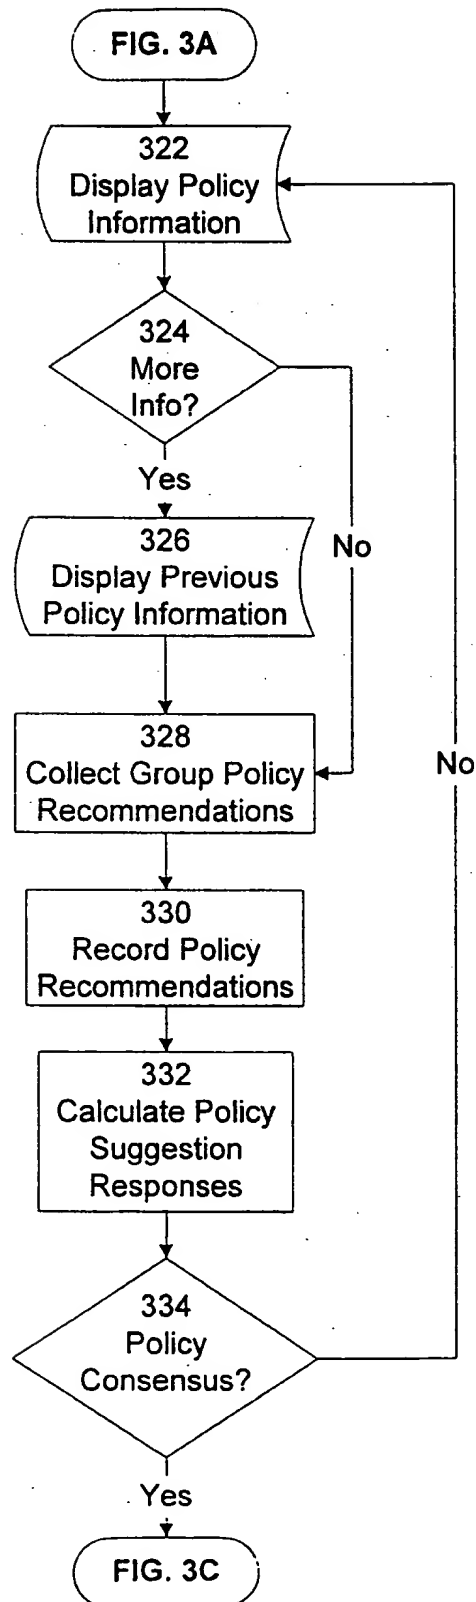 FIG. 3A
322
Display Policy
Information
324
More
Info?
Yes
No
326
Display Previous
Policy Information
328
Collect Group Policy
Recommendations
No
330
Record Policy
Recommendations
332
Calculate Policy
Suggestion
Responses
334
Policy
Consensus?
Yes
FIG. 3C